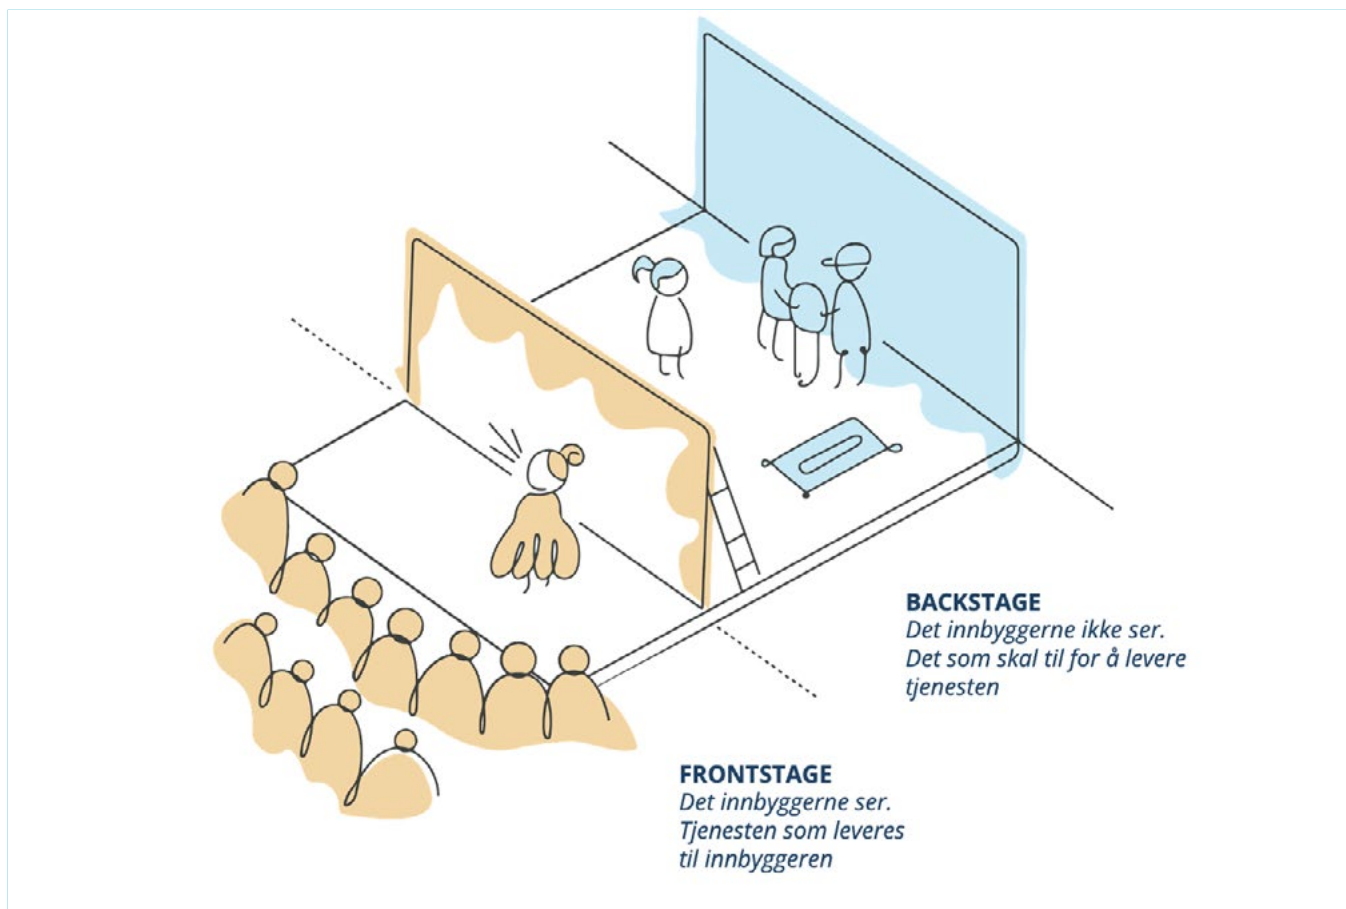 BACKSTAGE
Det innbyggerne ikke ser.
Det som skal til for å levere
tjenesten
FRONTSTAGE
Det innbyggerne ser.
Tjenesten som leveres
til innbyggeren